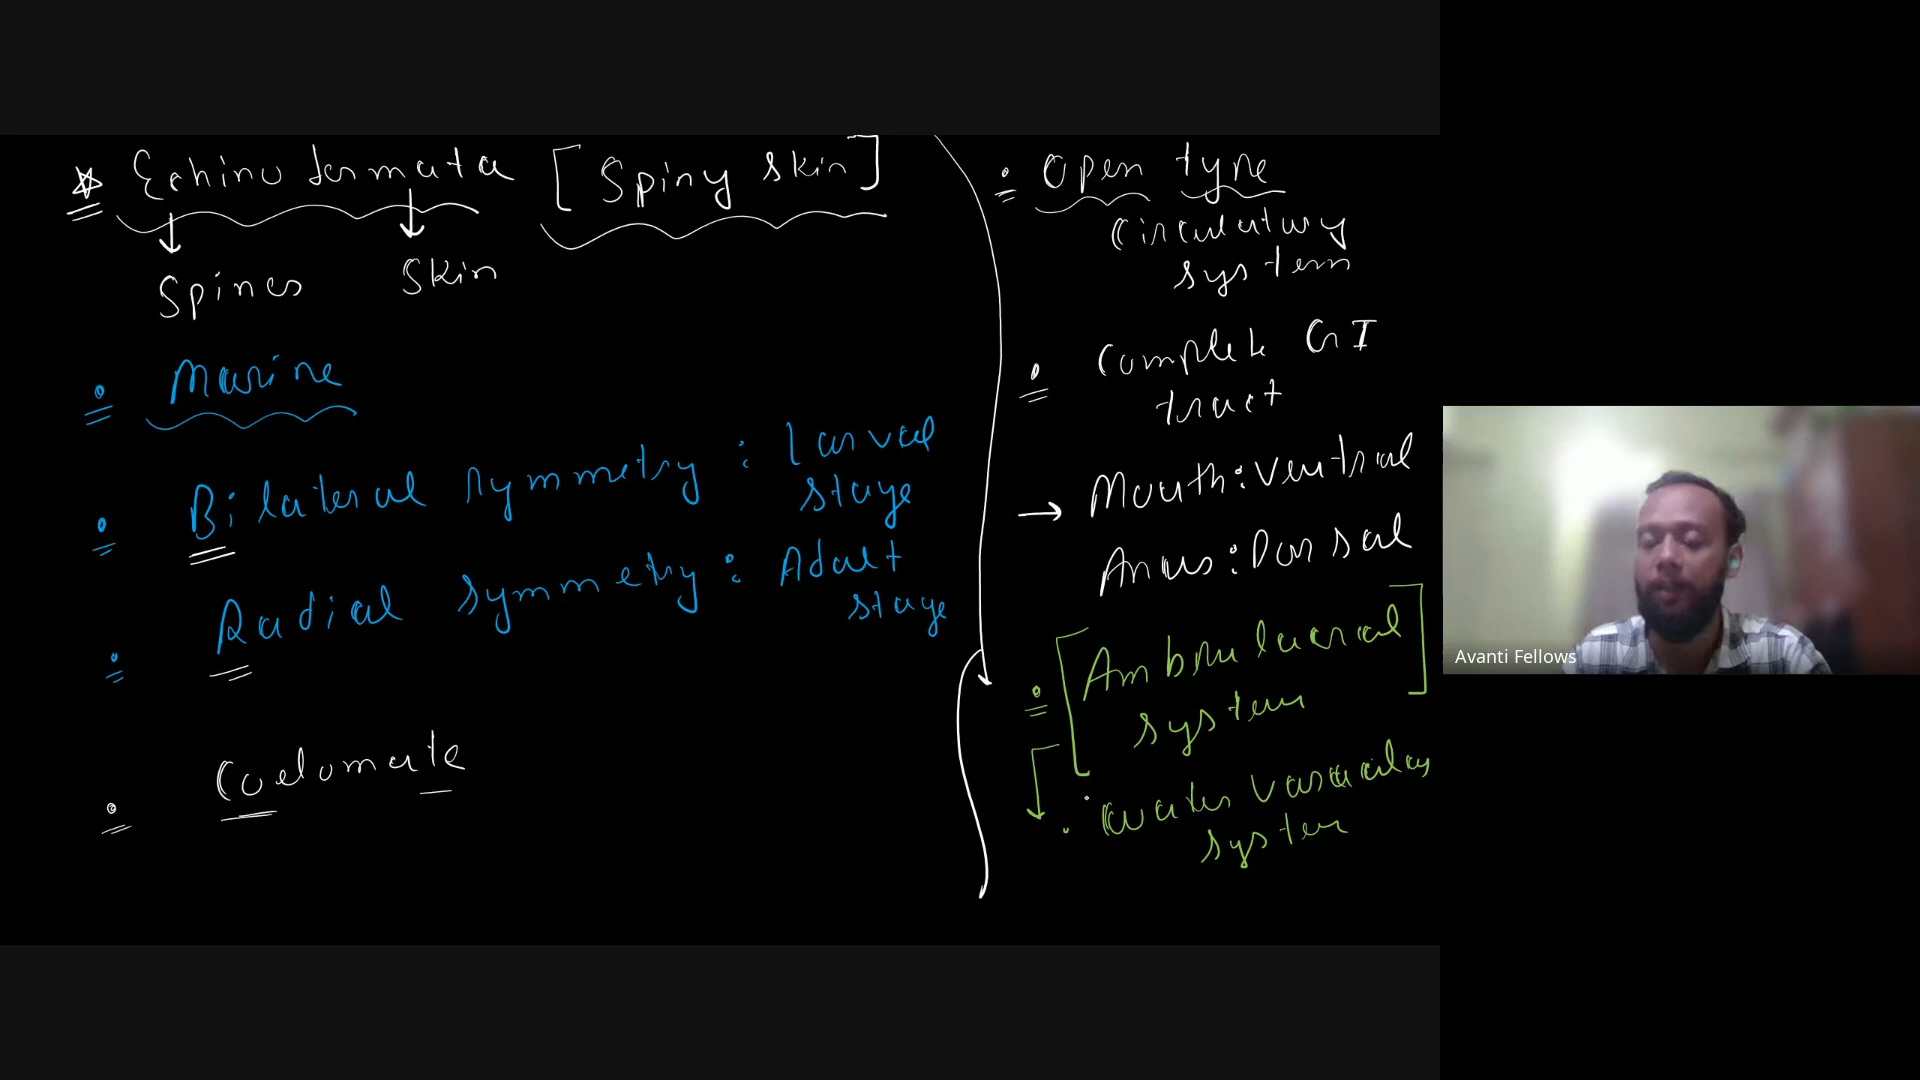 Echinodermata [Spiny skin]
Spines Skin
Marine
Bilateral symmetry : Larval
stage
Radial symmetry : Adult
stage
Coelomate
Open type
Circulatory
system
Complete GI
tract
→ Mouth : Ventral
Anus : Dorsal
[Ambulacral
system]
Water vascular
system
Avanti Fellows